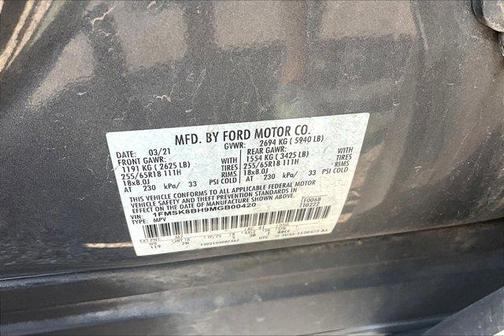 MFD. BY FORD MOTOR CO.
DATE: 03/21 GVWR: 2694 KG ( 5940 LB)
FRONT GAWR: REAR GAWR:
1191 KG ( 2625 LB) 1554 KG ( 3425 LB)
255/65R18 111H TIRES 255/65R18 111H TIRES
18x8.0J RIMS 18x8.0J RIMS
AT 230 kPa/ 33 PSI COLD AT 230 kPa/ 33 PSI COLD
THIS VEHICLE CONFORMS TO ALL APPLICABLE FEDERAL MOTOR
VEHICLE SAFETY AND THEFT PREVENTION STANDARDS IN
EFFECT ON THE DATE OF MANUFACTURE SHOWN ABOVE.
VIN: 1FMSK8BH9MGB00420
TYPE: MPV
F0068